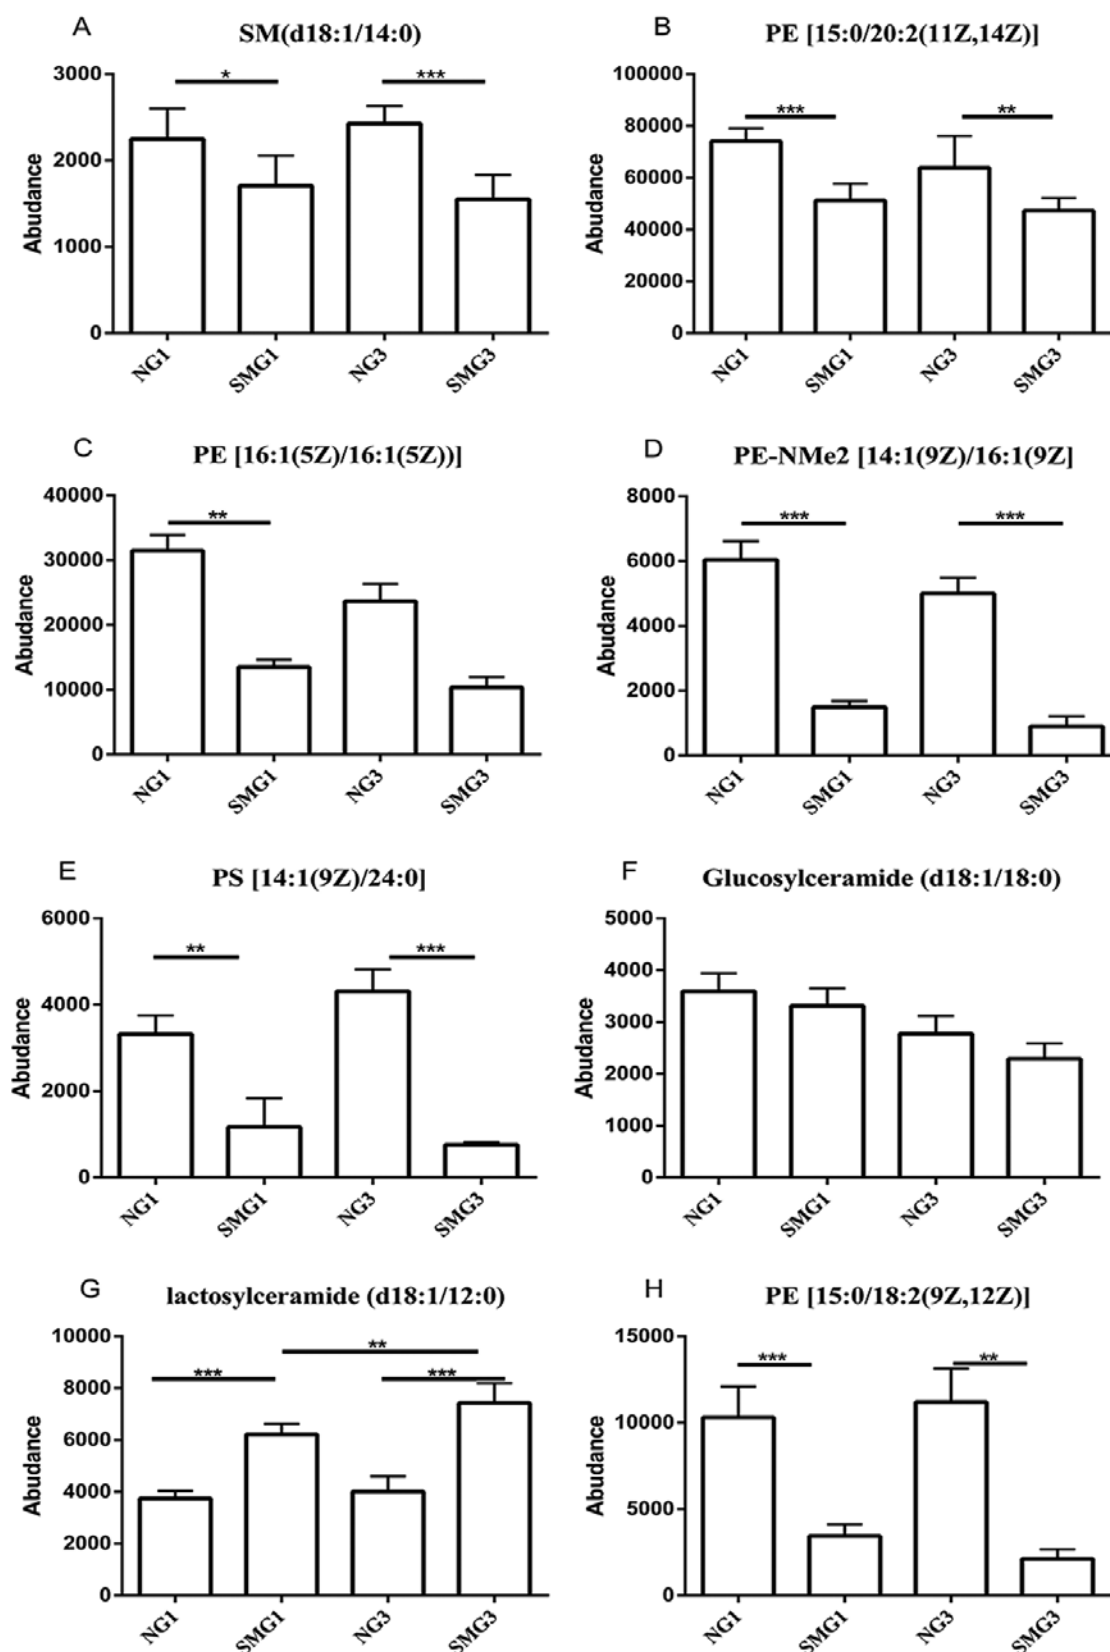 A
SM(d18:1/14:0)
3000
2000
1000
0
Abudance
*
***
NG1
SMG1
NG3
SMG3
B
PE [15:0/20:2(11Z,14Z)]
100000
80000
60000
40000
20000
0
Abudance
***
**
NG1
SMG1
NG3
SMG3
C
PE [16:1(5Z)/16:1(5Z))]
40000
30000
20000
10000
0
Abudance
**
NG1
SMG1
NG3
SMG3
D
PE-NMe2 [14:1(9Z)/16:1(9Z]
8000
6000
4000
2000
0
Abudance
***
***
NG1
SMG1
NG3
SMG3
E
PS [14:1(9Z)/24:0]
6000
4000
2000
0
Abudance
**
***
NG1
SMG1
NG3
SMG3
F
Glucosylceramide (d18:1/18:0)
5000
4000
3000
2000
1000
0
Abudance
NG1
SMG1
NG3
SMG3
G
lactosylceramide (d18:1/12:0)
10000
8000
6000
4000
2000
0
Abudance
***
**
***
NG1
SMG1
NG3
SMG3
H
PE [15:0/18:2(9Z,12Z)]
15000
10000
5000
0
Abudance
***
**
NG1
SMG1
NG3
SMG3